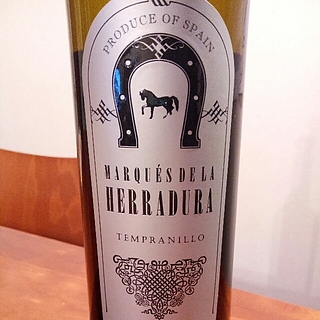 PRODUCE OF SPAIN
MARQUÉS DE LA
HERRADURA
TEMPRANILLO